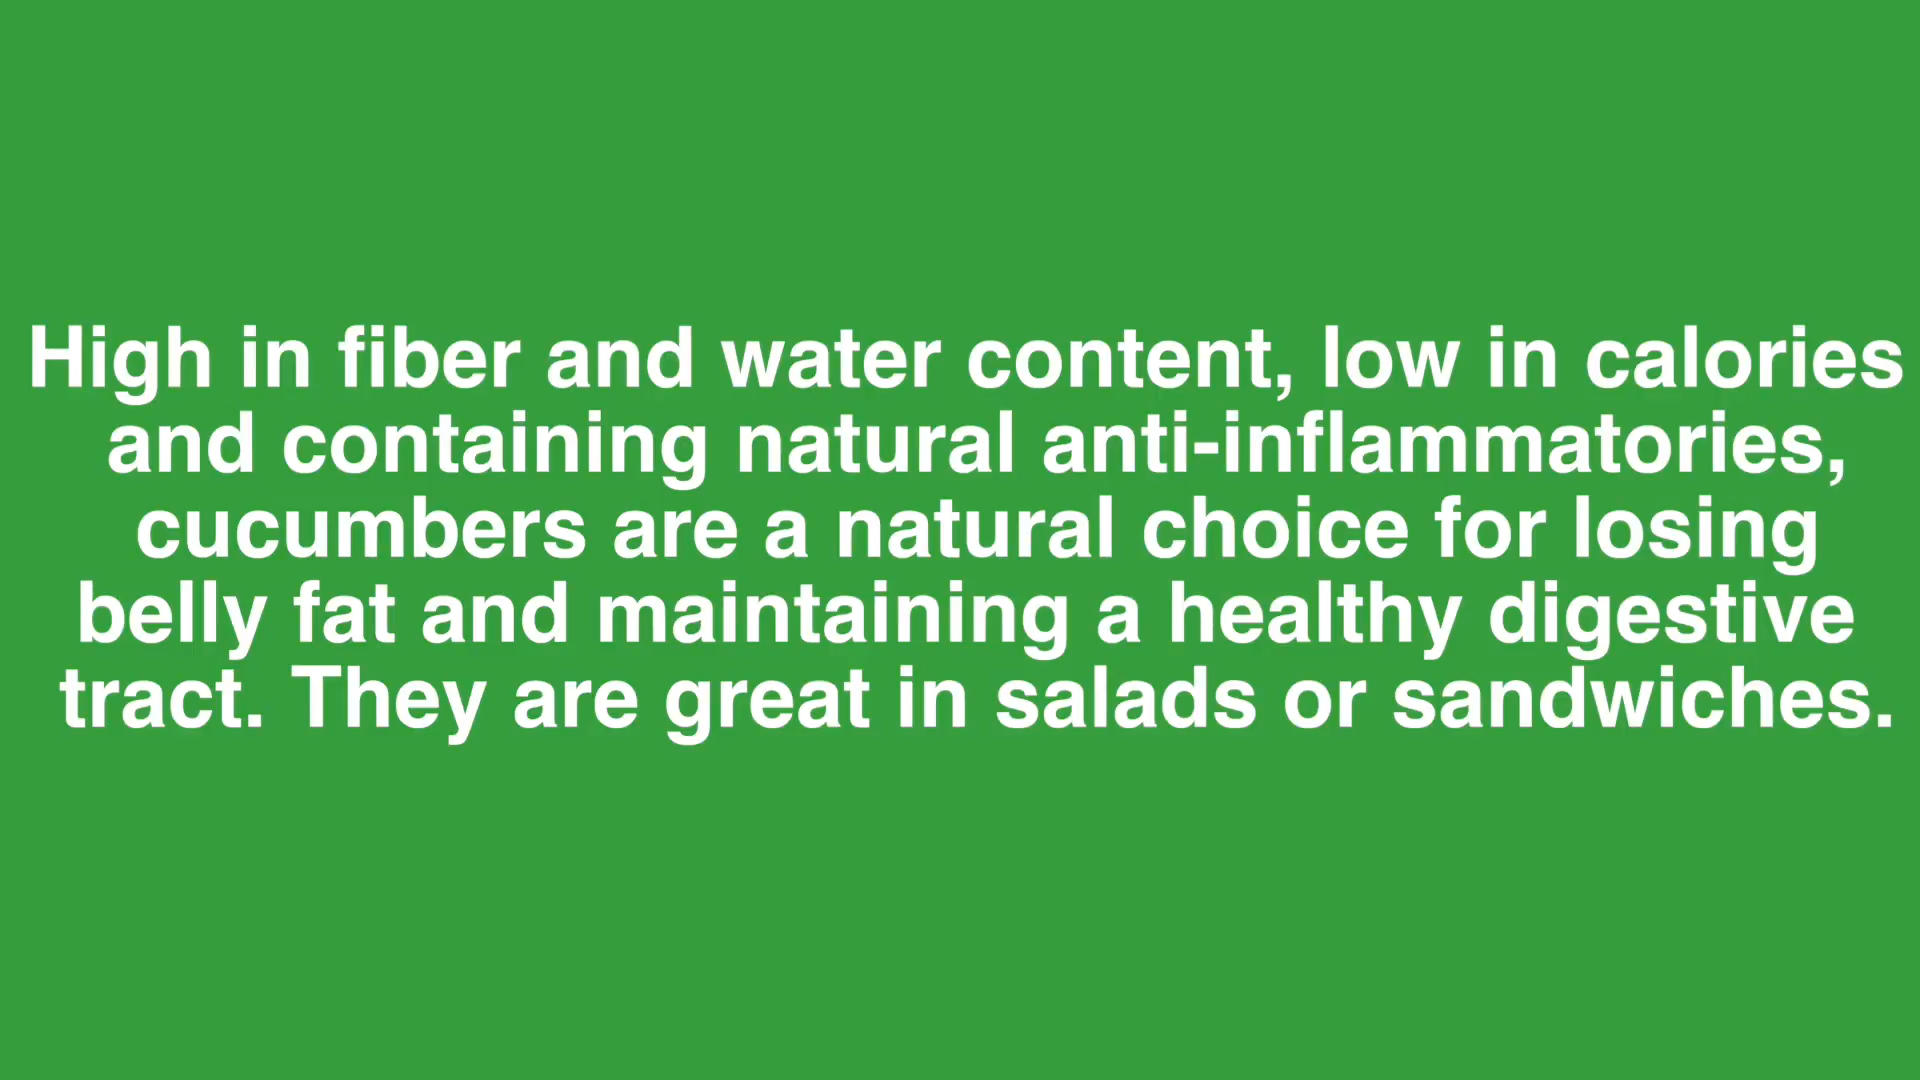 High in fiber and water content, low in calories
and containing natural anti-inflammatories,
cucumbers are a natural choice for losing
belly fat and maintaining a healthy digestive
tract. They are great in salads or sandwiches.